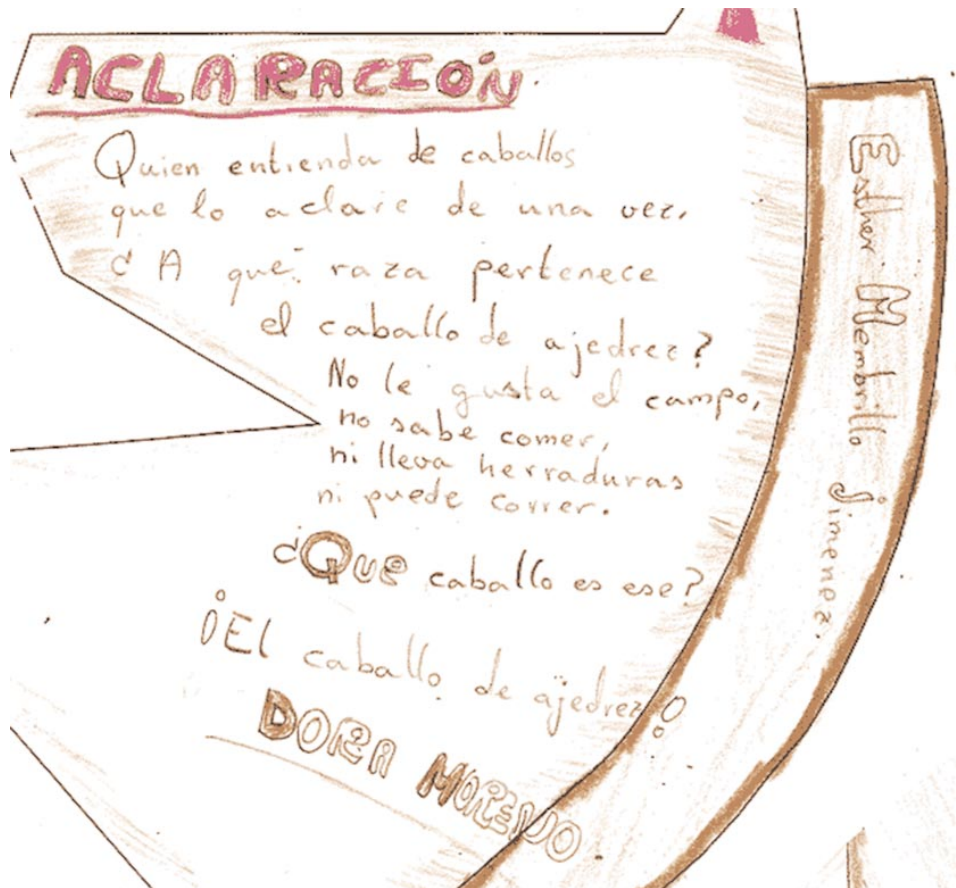 ACLARACIÓN
Quien entienda de caballos
que lo aclare de una vez.
¿A qué raza pertenece
el caballo de ajedrez?
No le gusta el campo,
no sabe comer,
ni lleva herraduras
ni puede correr.
¿Que caballo es ese?
¡El caballo de ajedrez!
DORA MORENO
Esther Membrillo Jimenez.